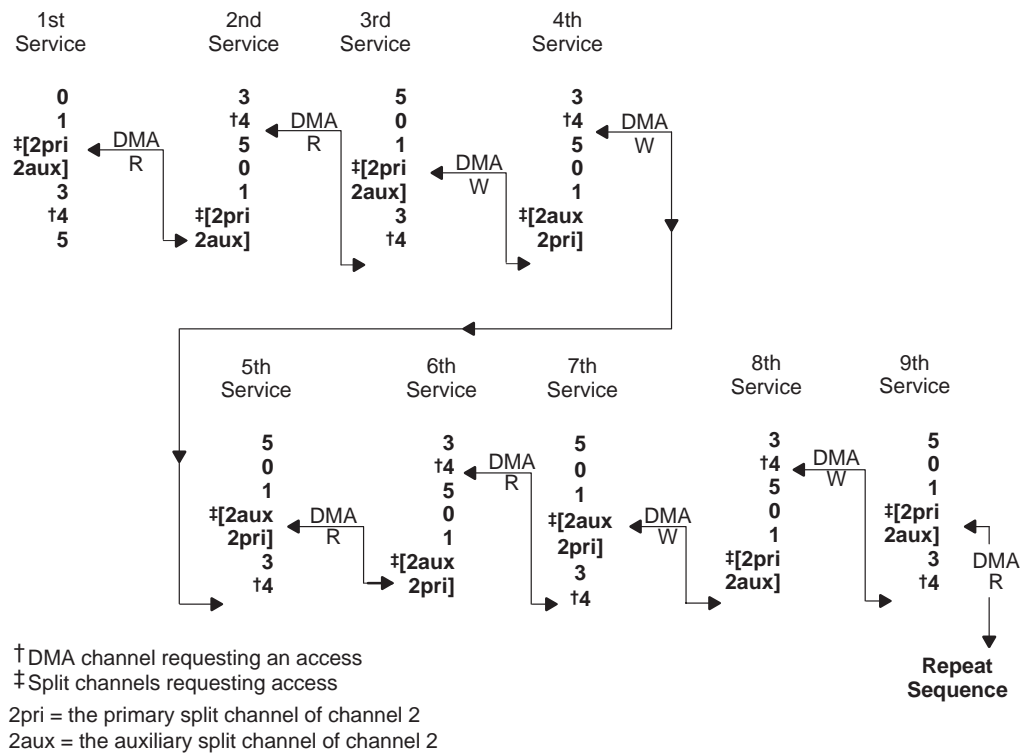 1st
Service
2nd
Service
3rd
Service
4th
Service
0
1
‡[2pri
2aux]
3
†4
5
DMA
R
3
†4
5
0
1
‡[2pri
2aux]
DMA
R
5
0
1
‡[2pri
2aux]
3
†4
DMA
W
3
†4
5
0
1
‡[2aux
2pri]
DMA
W
5th
Service
6th
Service
7th
Service
8th
Service
9th
Service
5
0
1
‡[2aux
2pri]
3
†4
DMA
R
3
†4
5
0
1
‡[2aux
2pri]
DMA
R
5
0
1
‡[2aux
2pri]
3
†4
DMA
W
3
†4
5
0
1
‡[2pri
2aux]
DMA
W
5
0
1
‡[2pri
2aux]
3
†4
DMA
R
Repeat
Sequence
†DMA channel requesting an access
‡Split channels requesting access
2pri = the primary split channel of channel 2
2aux = the auxiliary split channel of channel 2